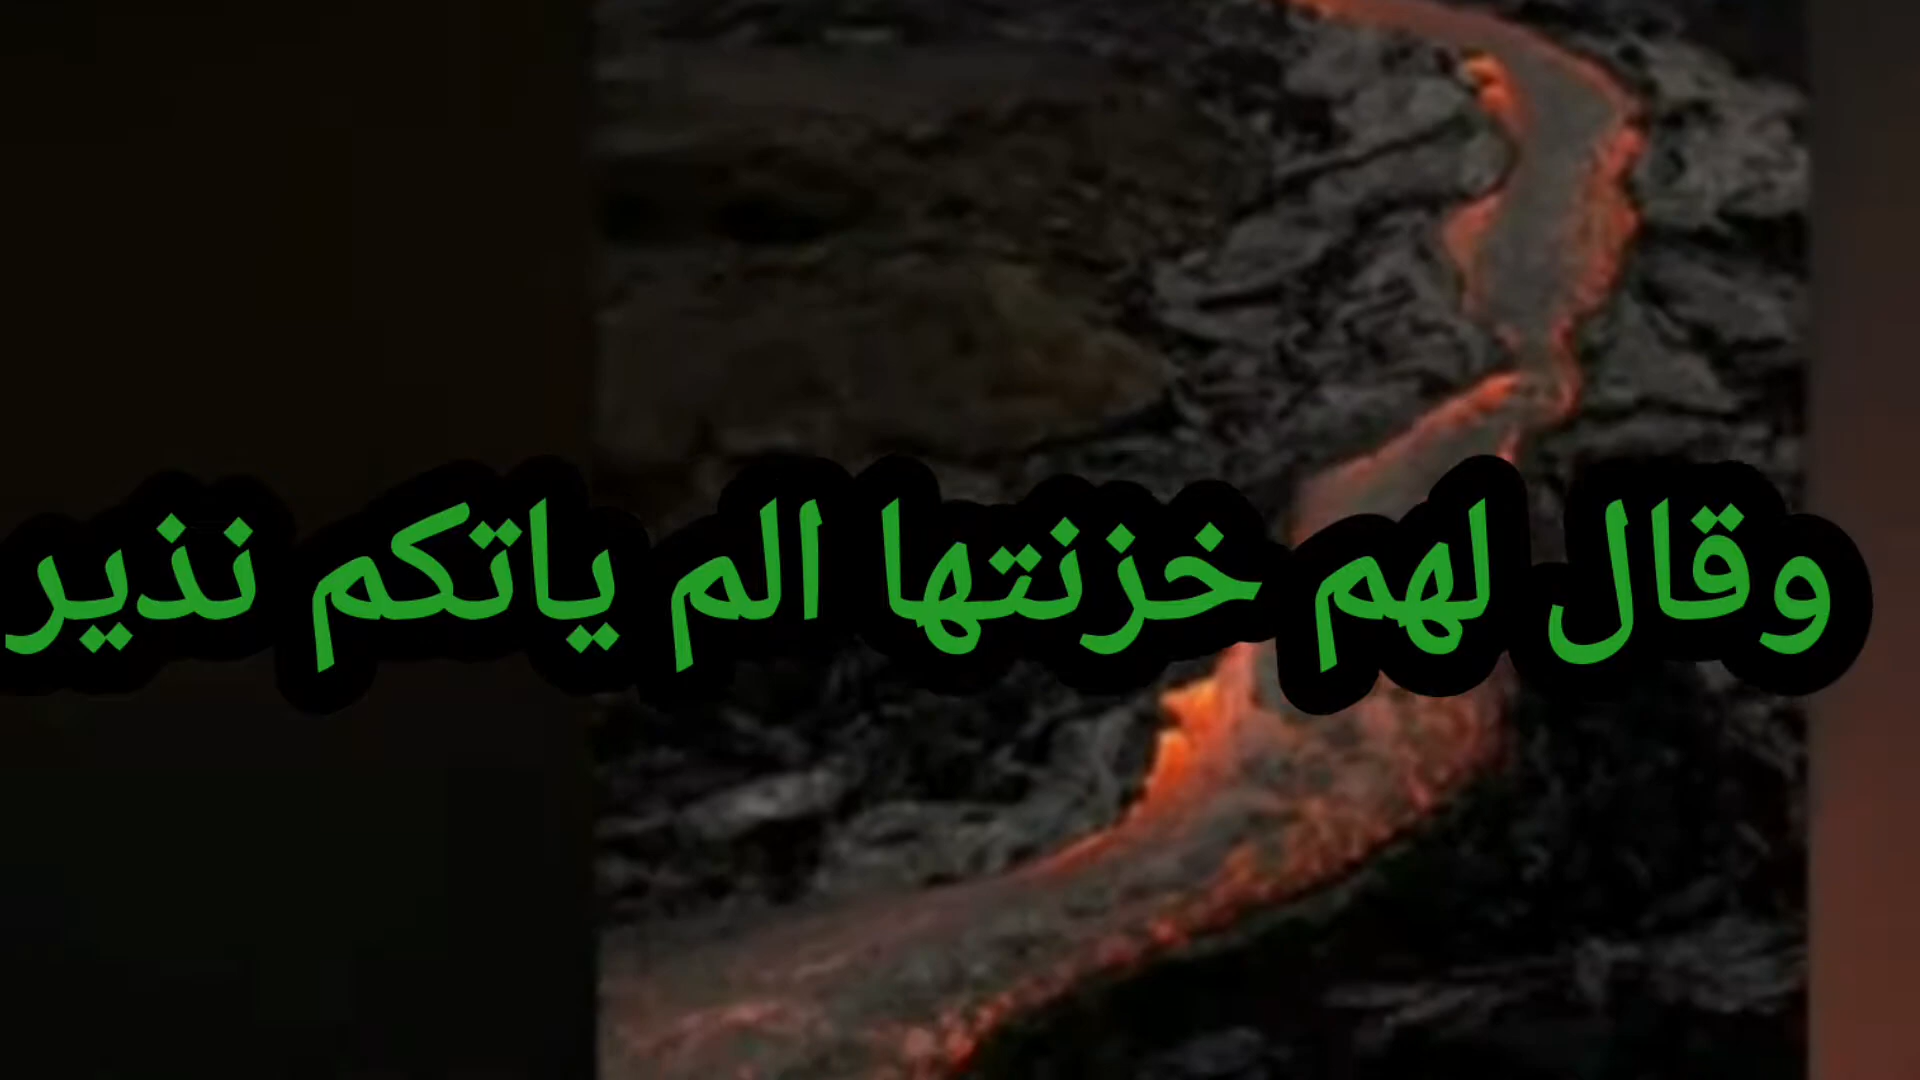 وقال لهم خزنتها الم ياتكم نذير